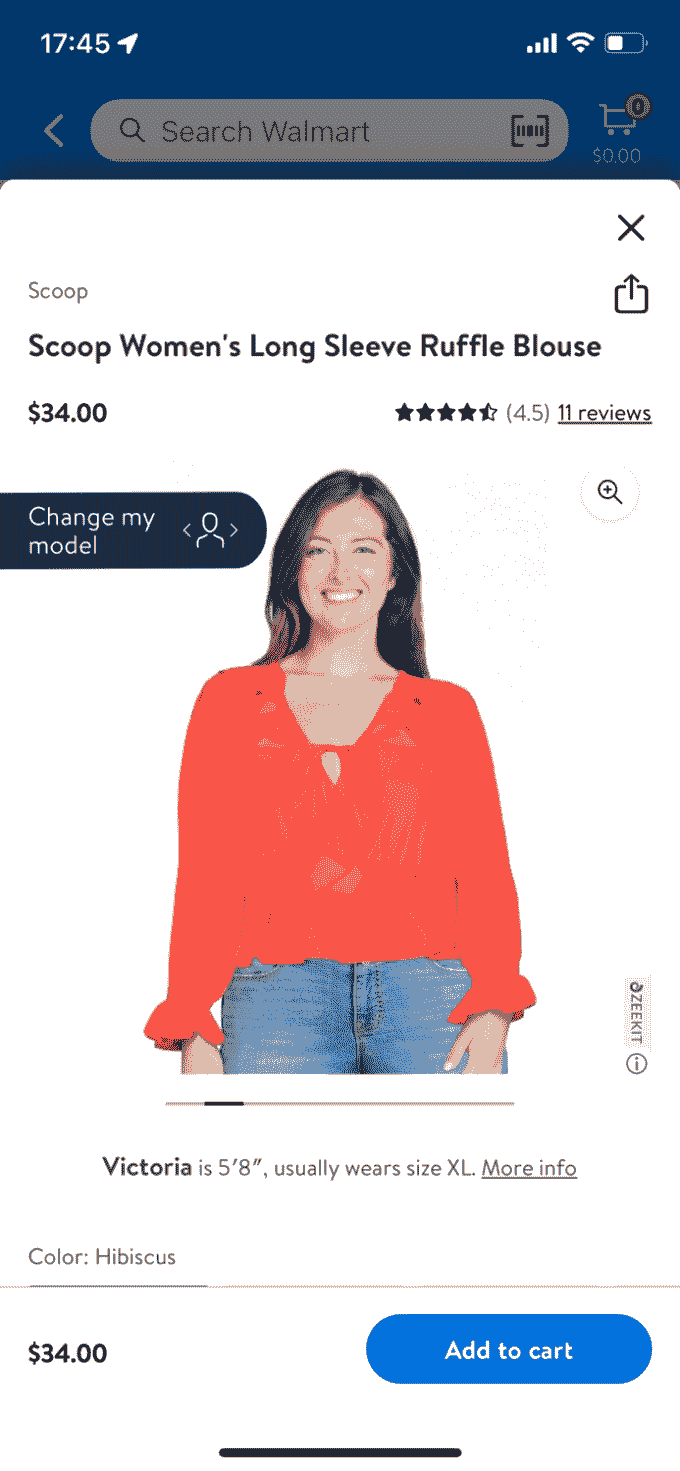 17:45
Search Walmart
0
$0.00
Scoop
Scoop Women's Long Sleeve Ruffle Blouse
$34.00
(4.5) 11 reviews
Change my
model
ZEEKIT
Victoria is 5′8″, usually wears size XL. More info
Color: Hibiscus
$34.00
Add to cart